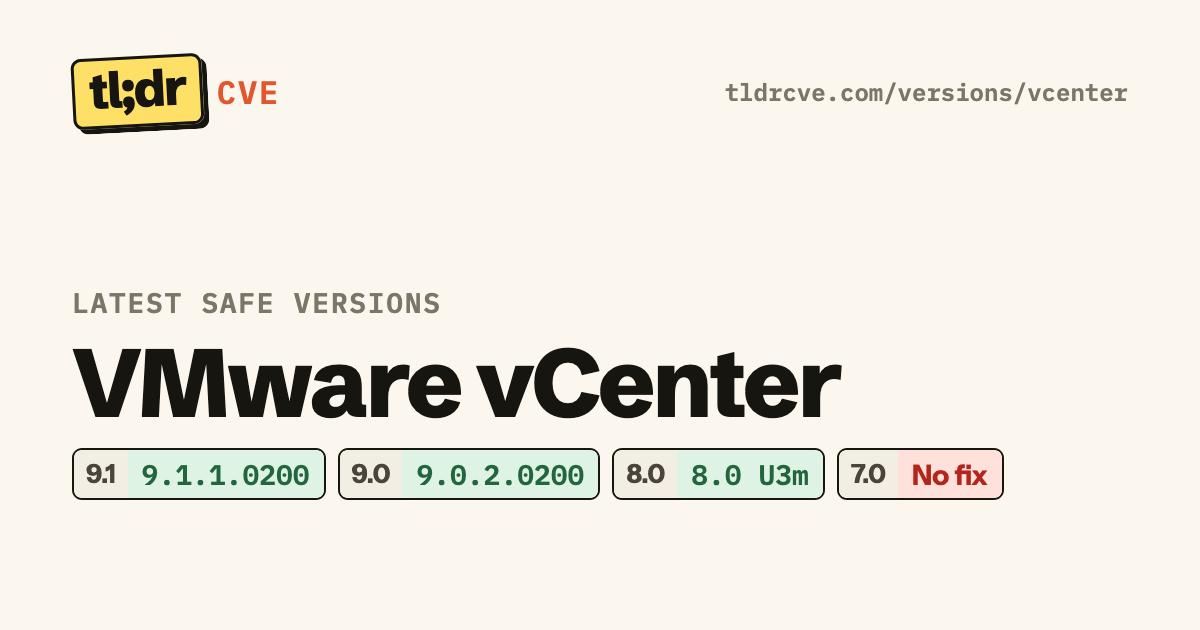 tl;dr CVE
tldrcve.com/versions/vcenter
LATEST SAFE VERSIONS
VMware vCenter
9.1 9.1.1.0200 9.0 9.0.2.0200 8.0 8.0 U3m 7.0 No fix